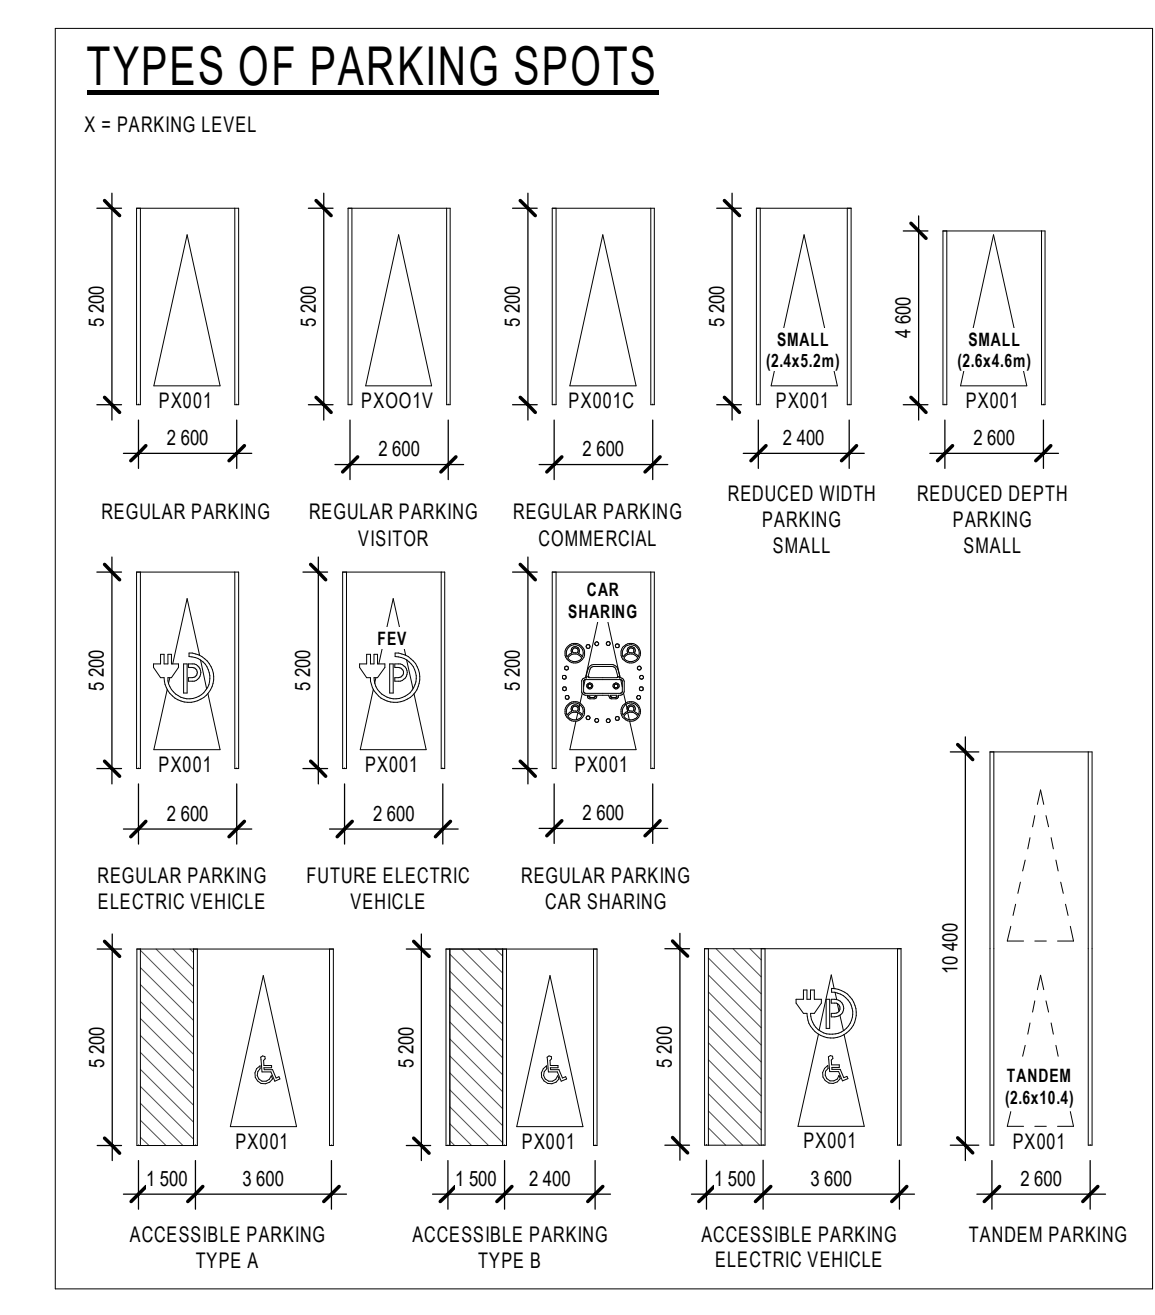 TYPES OF PARKING SPOTS
X = PARKING LEVEL
5 200
PX001
2 600
REGULAR PARKING
5 200
PXOO1V
2 600
REGULAR PARKING
VISITOR
5 200
PX001C
2 600
REGULAR PARKING
COMMERCIAL
5 200
SMALL
(2.4x5.2m)
PX001
2 400
REDUCED WIDTH
PARKING
SMALL
4 600
SMALL
(2.6x4.6m)
PX001
2 600
REDUCED DEPTH
PARKING
SMALL
5 200
P
PX001
2 600
REGULAR PARKING
ELECTRIC VEHICLE
5 200
FEV
P
PX001
2 600
FUTURE ELECTRIC
VEHICLE
5 200
CAR
SHARING
PX001
2 600
REGULAR PARKING
CAR SHARING
5 200
PX001
1 500
3 600
ACCESSIBLE PARKING
TYPE A
5 200
PX001
1 500
2 400
ACCESSIBLE PARKING
TYPE B
5 200
P
PX001
1 500
3 600
ACCESSIBLE PARKING
ELECTRIC VEHICLE
10 400
TANDEM
(2.6x10.4)
PX001
2 600
TANDEM PARKING